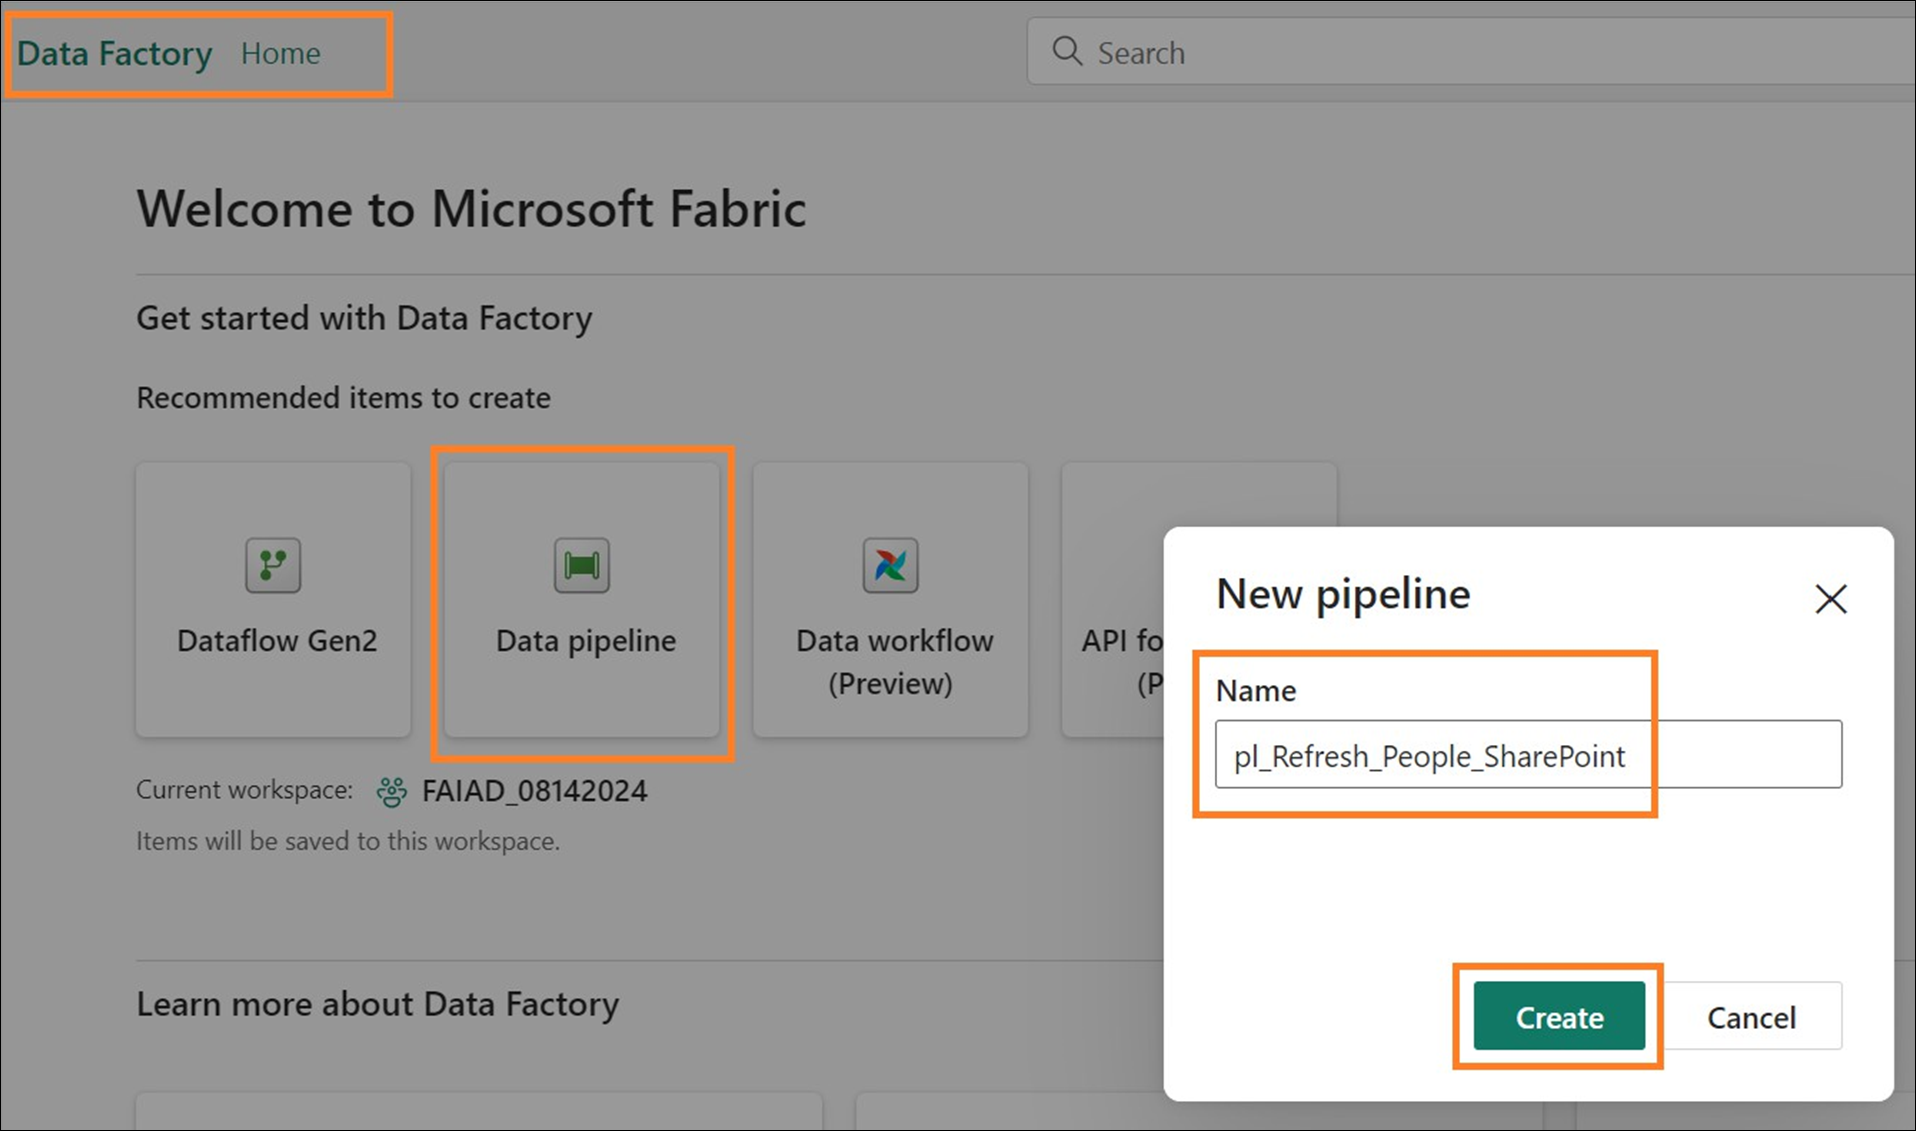 Data Factory Home
Search
Welcome to Microsoft Fabric
Get started with Data Factory
Recommended items to create
Dataflow Gen2
Data pipeline
Data workflow
(Preview)
API fo
(P
Current workspace: FAIAD_08142024
Items will be saved to this workspace.
Learn more about Data Factory
New pipeline
Name
pl_Refresh_People_SharePoint
Create
Cancel